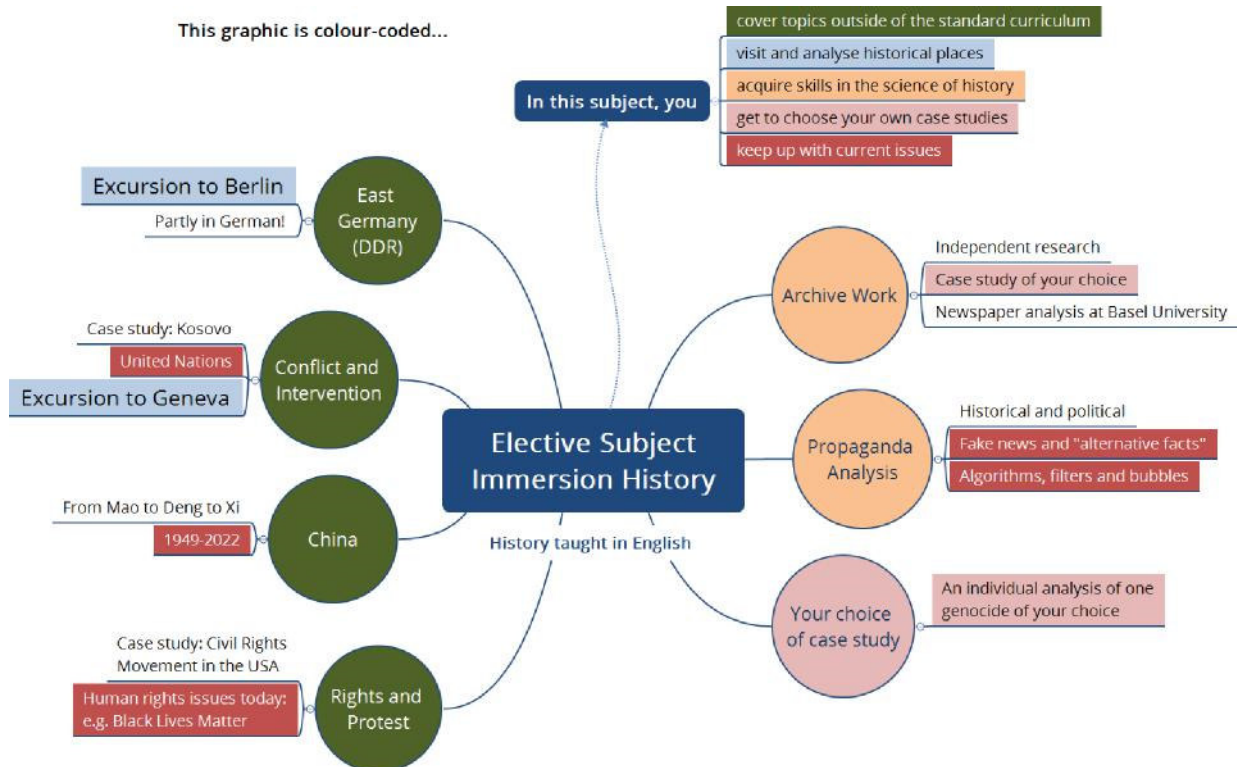 This graphic is colour-coded...
In this subject, you
cover topics outside of the standard curriculum
visit and analyse historical places
acquire skills in the science of history
get to choose your own case studies
keep up with current issues
Excursion to Berlin
Partly in German!
East
Germany
(DDR)
Case study: Kosovo
United Nations
Excursion to Geneva
Conflict and
Intervention
From Mao to Deng to Xi
1949-2022
China
Case study: Civil Rights
Movement in the USA
Human rights issues today:
e.g. Black Lives Matter
Rights and
Protest
Elective Subject
Immersion History
History taught in English
Archive Work
Independent research
Case study of your choice
Newspaper analysis at Basel University
Propaganda
Analysis
Historical and political
Fake news and "alternative facts"
Algorithms, filters and bubbles
Your choice
of case study
An individual analysis of one
genocide of your choice